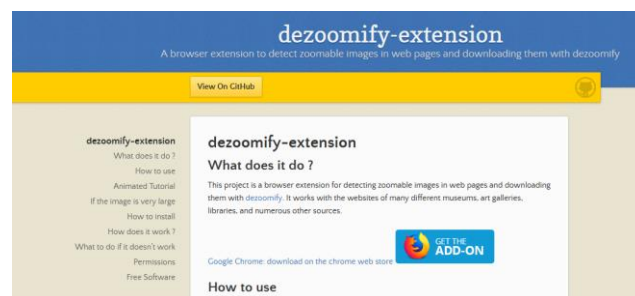 dezoomify-extension
A browser extension to detect zoomable images in web pages and downloading them with dezoomify
View On GitHub
dezoomify-extension
What does it do ?
How to use
Animated Tutorial
If the image is very large
How to install
How does it work ?
What to do if it doesn't work
Permissions
Free Software
dezoomify-extension
What does it do ?
This project is a browser extension for detecting zoomable images in web pages and downloading
them with dezoomify. It works with the websites of many different museums, art galleries,
libraries, and numerous other sources.
GET THE
ADD-ON
Google Chrome: download on the chrome web store
How to use